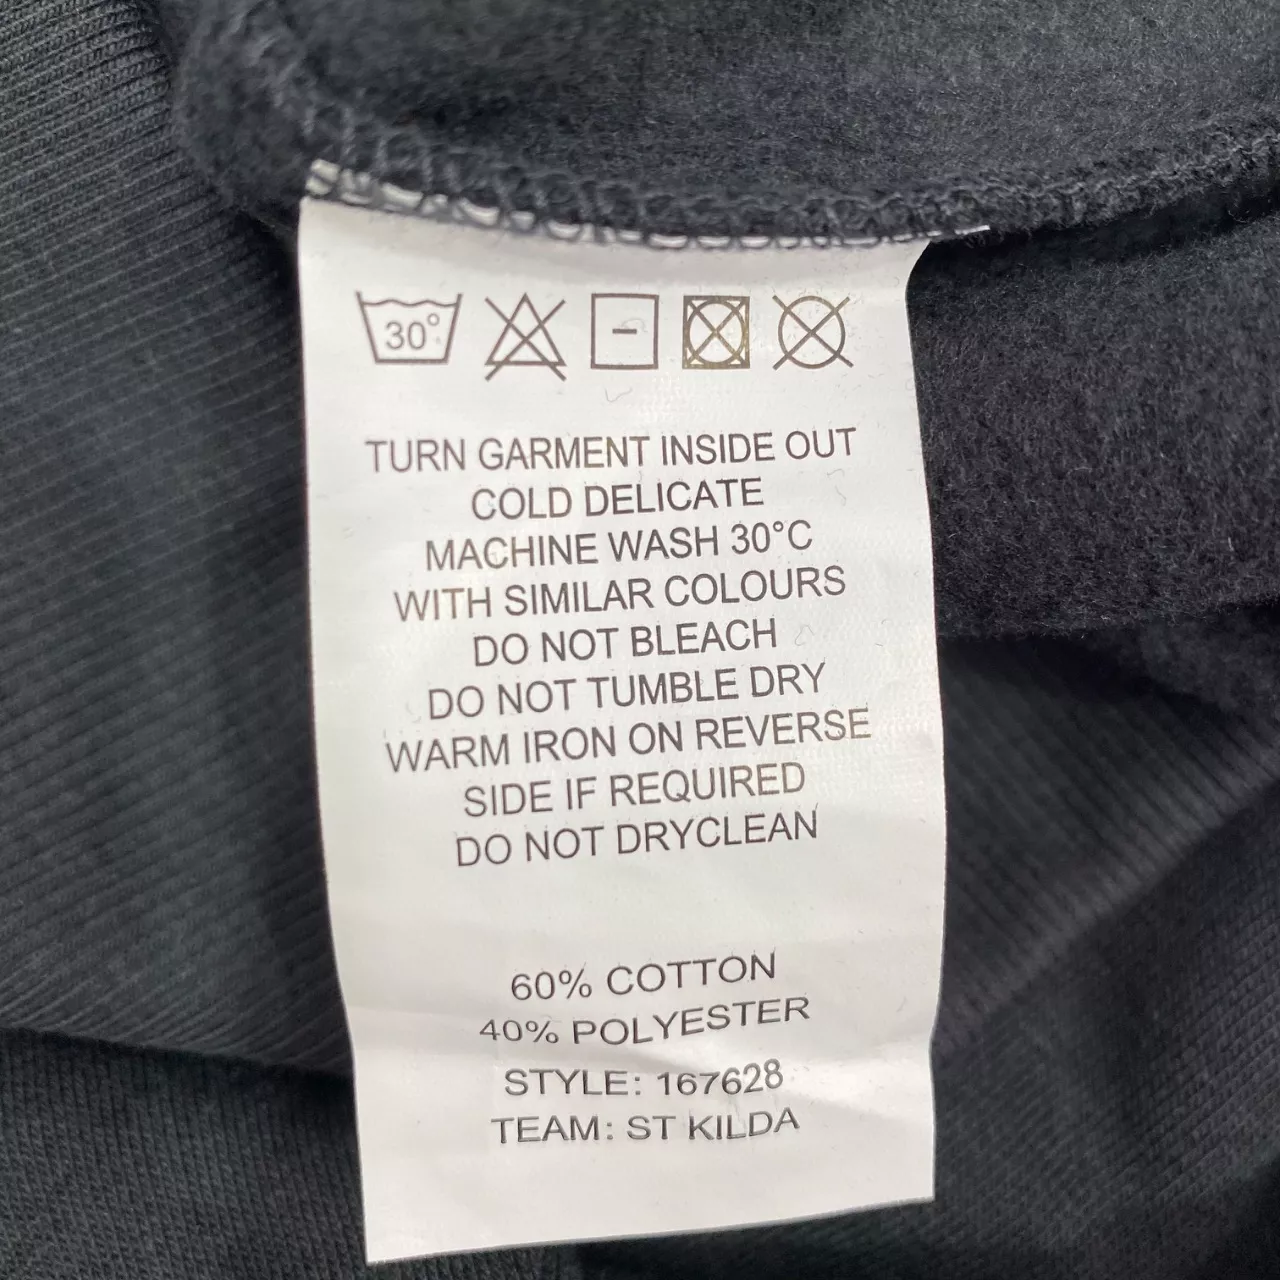 30°
TURN GARMENT INSIDE OUT
COLD DELICATE
MACHINE WASH 30°C
WITH SIMILAR COLOURS
DO NOT BLEACH
DO NOT TUMBLE DRY
WARM IRON ON REVERSE
SIDE IF REQUIRED
DO NOT DRYCLEAN
60% COTTON
40% POLYESTER
STYLE: 167628
TEAM: ST KILDA